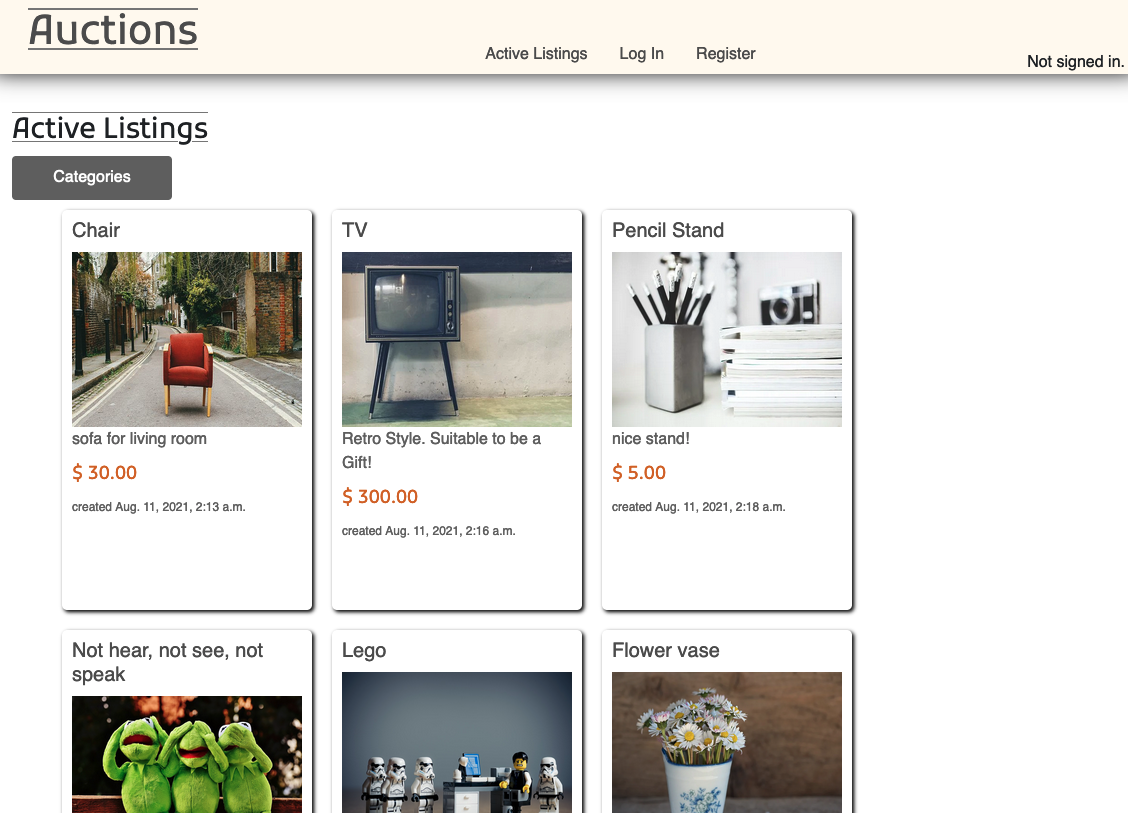 Auctions
Active Listings Log In Register
Not signed in.
Active Listings
Categories
Chair
sofa for living room
$ 30.00
created Aug. 11, 2021, 2:13 a.m.
TV
Retro Style. Suitable to be a
Gift!
$ 300.00
created Aug. 11, 2021, 2:16 a.m.
Pencil Stand
nice stand!
$ 5.00
created Aug. 11, 2021, 2:18 a.m.
Not hear, not see, not
speak
Lego
Flower vase